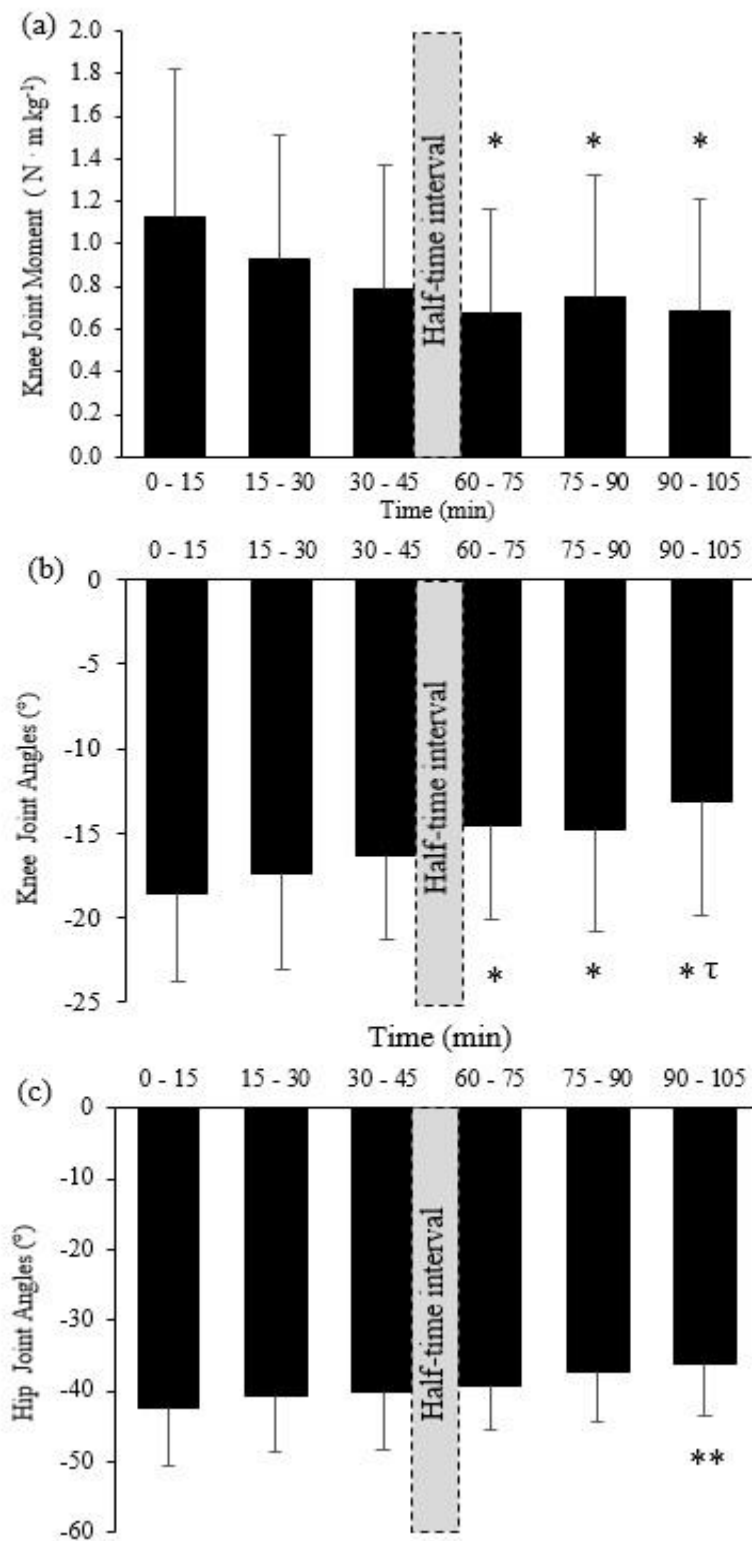 (a)
Knee Joint Moment ( N · m kg-1)
2.0
1.8
1.6
1.4
1.2
1.0
0.8
0.6
0.4
0.2
0.0
Half-time interval
* * *
0 - 15 15 - 30 30 - 45 60 - 75 75 - 90 90 - 105
Time (min)
(b)
0 - 15 15 - 30 30 - 45 60 - 75 75 - 90 90 - 105
Knee Joint Angles (°)
0
-5
-10
-15
-20
-25
Half-time interval
* * * τ
Time (min)
(c)
0 - 15 15 - 30 30 - 45 60 - 75 75 - 90 90 - 105
Hip Joint Angles (°)
0
-10
-20
-30
-40
-50
-60
Half-time interval
**